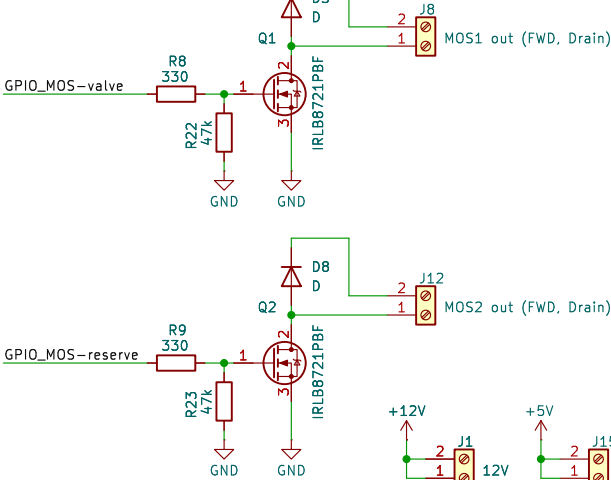 D
J8
2
1
MOS1 out (FWD, Drain)
Q1
2
R8
330
GPIO_MOS-valve
1
3
IRLB8721PBF
R22
47k
GND
GND
D8
D
J12
2
1
MOS2 out (FWD, Drain)
Q2
2
R9
330
GPIO_MOS-reserve
1
3
IRLB8721PBF
R23
47k
GND
GND
+12V
+5V
J1
2
1
12V
2
1